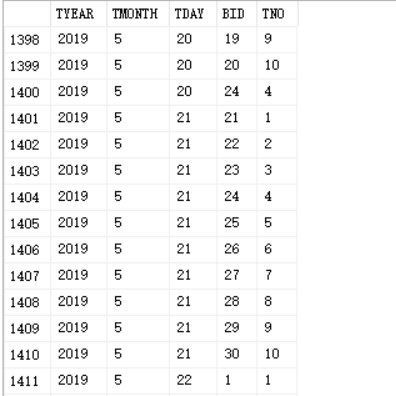 TYEAR TMONTH TDAY BID TNO
1398 2019 5 20 19 9
1399 2019 5 20 20 10
1400 2019 5 20 24 4
1401 2019 5 21 21 1
1402 2019 5 21 22 2
1403 2019 5 21 23 3
1404 2019 5 21 24 4
1405 2019 5 21 25 5
1406 2019 5 21 26 6
1407 2019 5 21 27 7
1408 2019 5 21 28 8
1409 2019 5 21 29 9
1410 2019 5 21 30 10
1411 2019 5 22 1 1